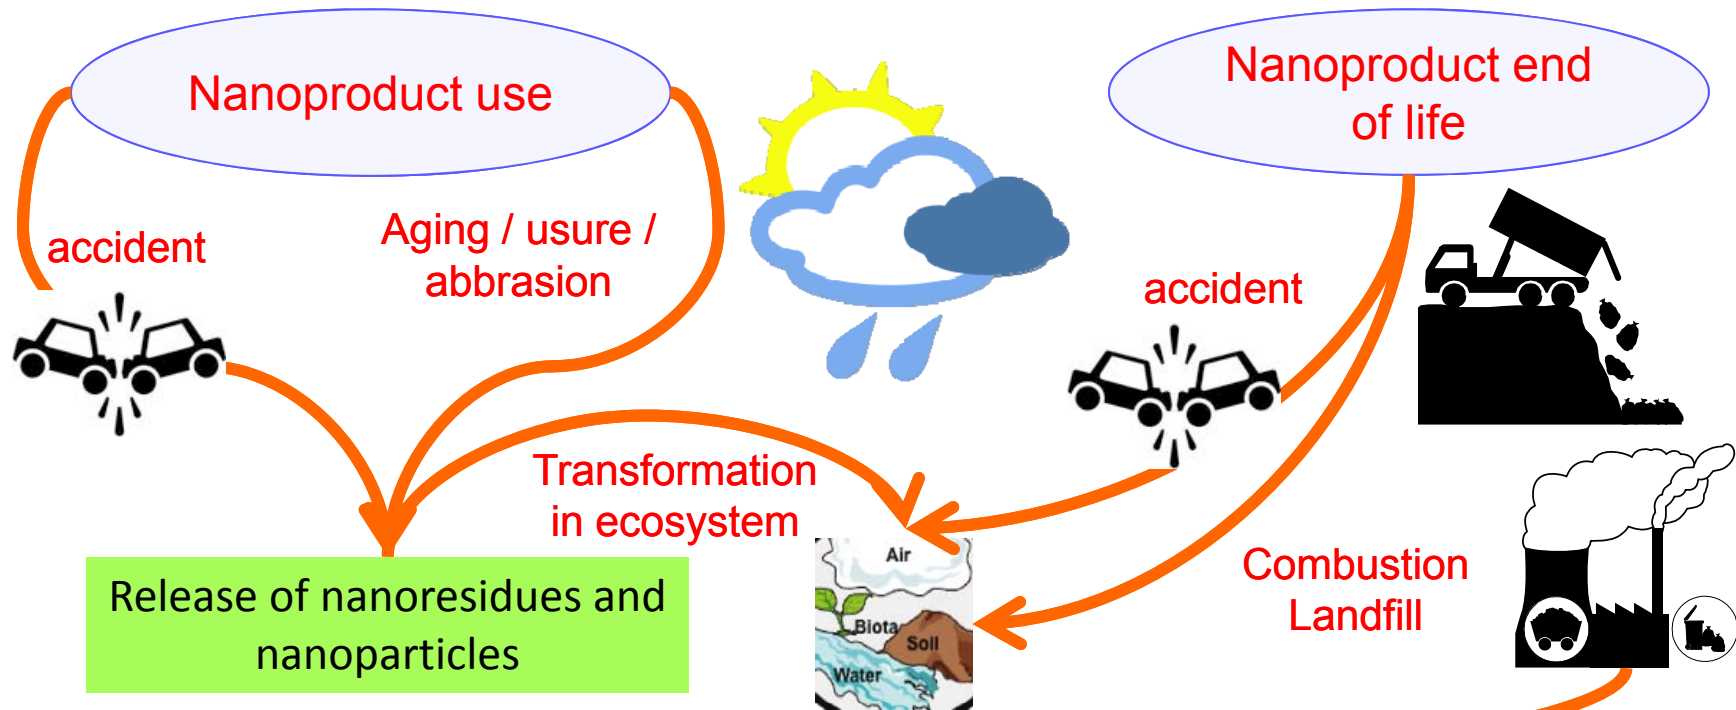 Nanoproduct use
Nanoproduct end
of life
accident
Aging / usure /
abbrasion
accident
Transformation
in ecosystem
Combustion
Landfill
Release of nanoresidues and
nanoparticles
Air
Biota
Soil
Water